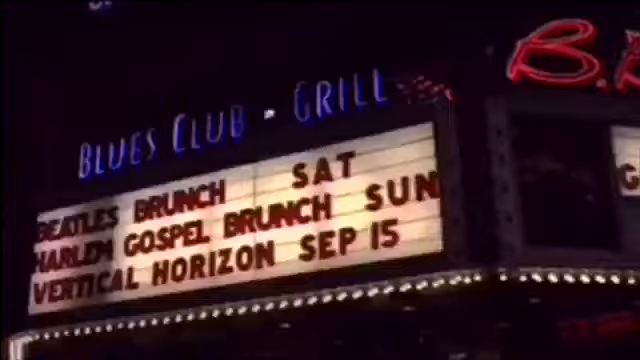 BLUES CLUB - GRILL
BEATLES BRUNCH SAT
HARLEM GOSPEL BRUNCH SUN
VERTICAL HORIZON SEP 15
B.
G